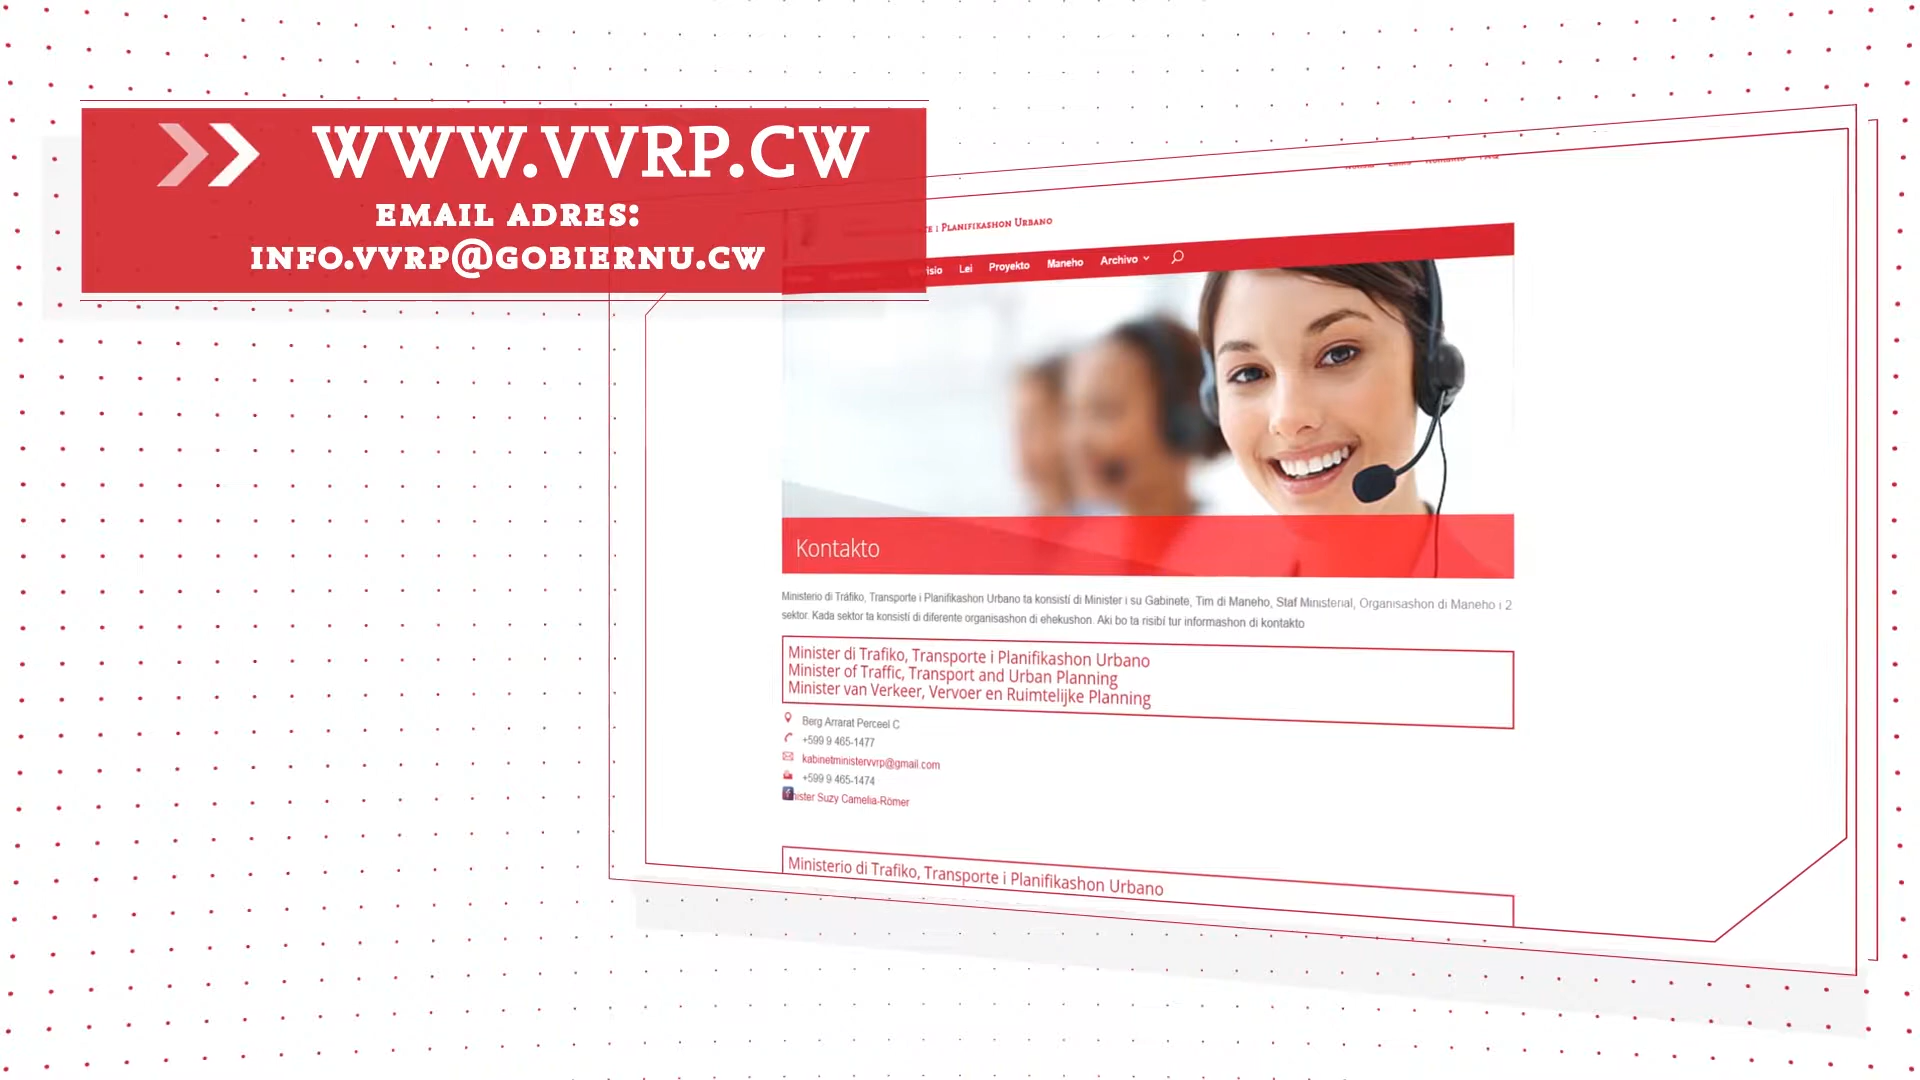 WWW.VVRP.CW
EMAIL ADRES:
INFO.VVRP@GOBIERNU.CW
i Planifikashon Urbano
Lei Proyekto Maneho Archivo
Kontakto
Ministerio di Tráfiko, Transporte i Planifikashon Urbano ta konsistí di Minister i su Gabinete, Tim di Maneho, Staf Ministerial, Organisashon di Maneho i 2
sektor. Kada sektor ta konsistí di diferente organisashon di ehekushon. Aki bo ta risibí tur informashon di kontakto
Minister di Trafiko, Transporte i Planifikashon Urbano
Minister of Traffic, Transport and Urban Planning
Minister van Verkeer, Vervoer en Ruimtelijke Planning
Berg Arrarat Perceel C
+599 9 465-1477
kabinetministervvrp@gmail.com
+599 9 465-1474
Suzy Camelia-Römer
Ministerio di Trafiko, Transporte i Planifikashon Urbano